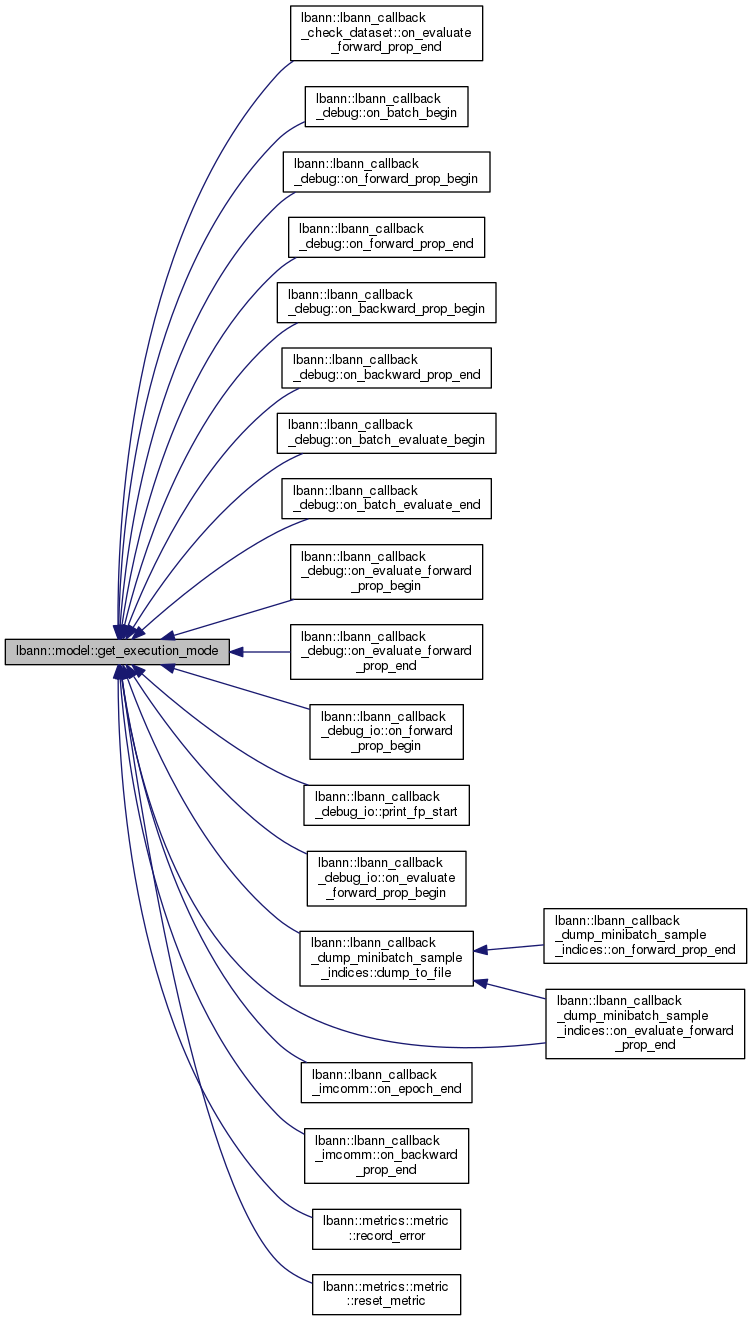 lbann::lbann_callback
_check_dataset::on_evaluate
_forward_prop_end
lbann::lbann_callback
_debug::on_batch_begin
lbann::lbann_callback
_debug::on_forward_prop_begin
lbann::lbann_callback
_debug::on_forward_prop_end
lbann::lbann_callback
_debug::on_backward_prop_begin
lbann::lbann_callback
_debug::on_backward_prop_end
lbann::lbann_callback
_debug::on_batch_evaluate_begin
lbann::lbann_callback
_debug::on_batch_evaluate_end
lbann::lbann_callback
_debug::on_evaluate_forward
_prop_begin
lbann::lbann_callback
_debug::on_evaluate_forward
_prop_end
lbann::model::get_execution_mode
lbann::lbann_callback
_debug_io::on_forward
_prop_begin
lbann::lbann_callback
_debug_io::print_fp_start
lbann::lbann_callback
_debug_io::on_evaluate
_forward_prop_begin
lbann::lbann_callback
_dump_minibatch_sample
_indices::dump_to_file
lbann::lbann_callback
_dump_minibatch_sample
_indices::on_forward_prop_end
lbann::lbann_callback
_dump_minibatch_sample
_indices::on_evaluate_forward
_prop_end
lbann::lbann_callback
_imcomm::on_epoch_end
lbann::lbann_callback
_imcomm::on_backward
_prop_end
lbann::metrics::metric
::record_error
lbann::metrics::metric
::reset_metric